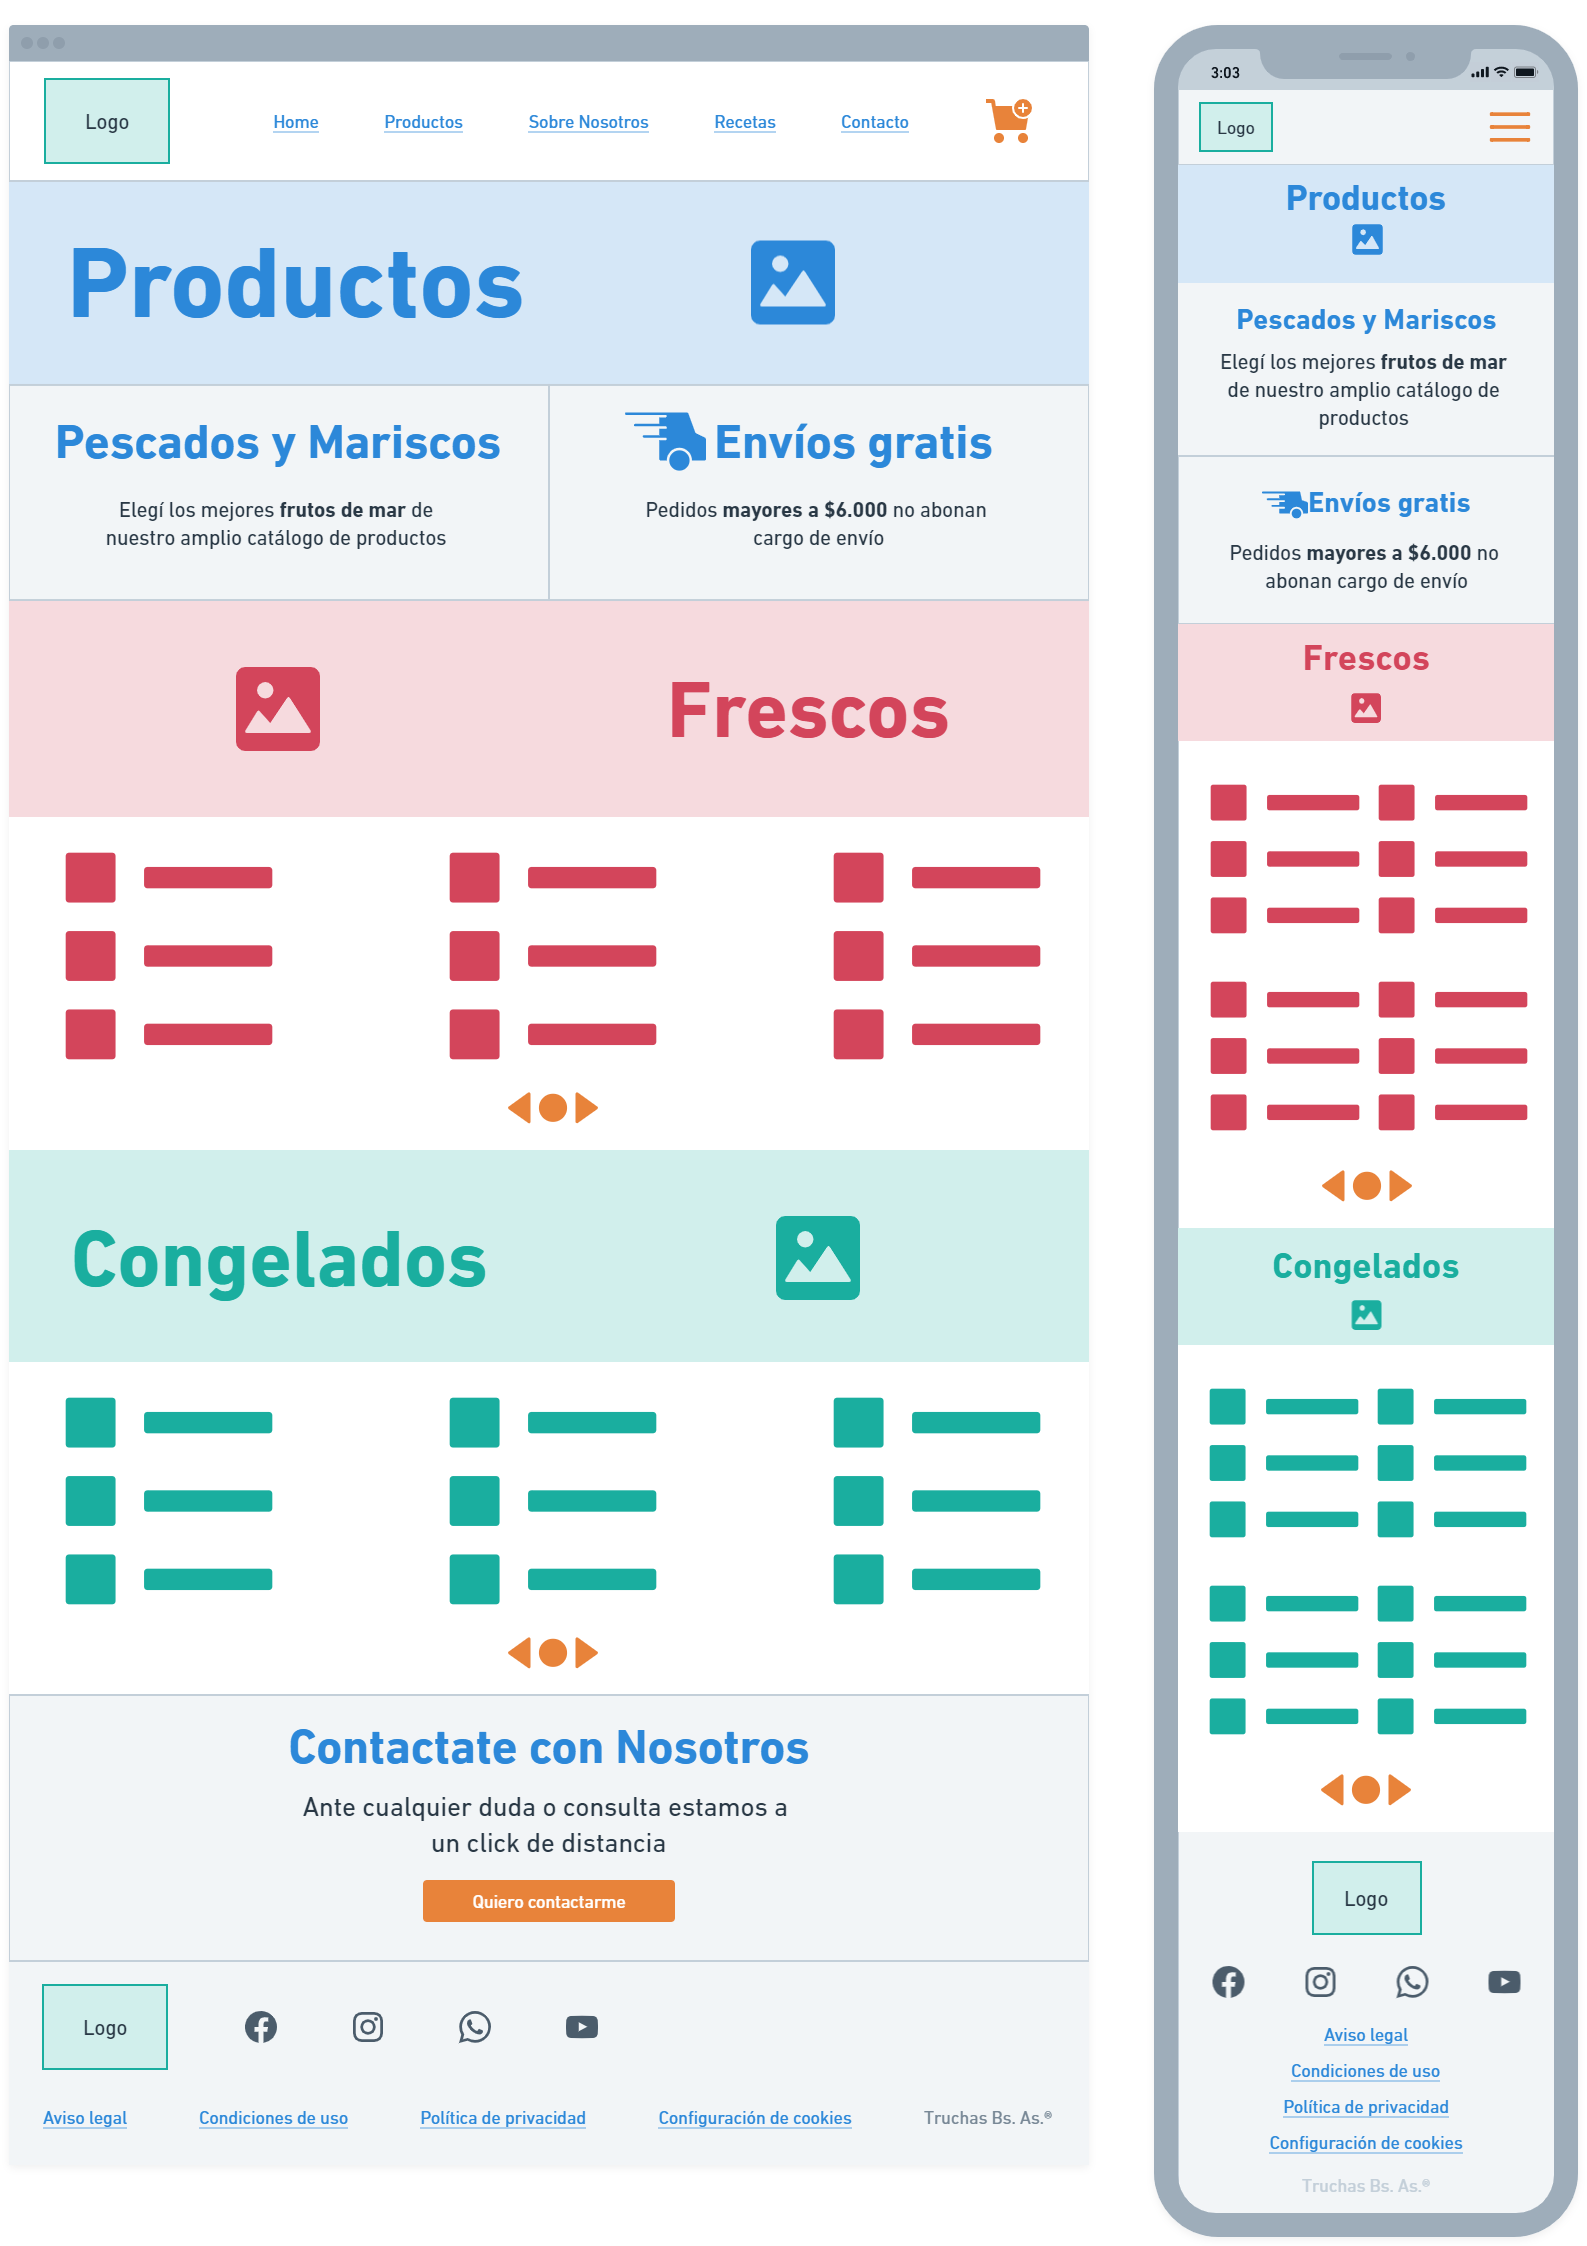 Logo
Home
Productos
Sobre Nosotros
Recetas
Contacto
Productos
Pescados y Mariscos
Elegí los mejores frutos de mar de
nuestro amplio catálogo de productos
Envíos gratis
Pedidos mayores a $6.000 no abonan
cargo de envío
Frescos
Congelados
Contactate con Nosotros
Ante cualquier duda o consulta estamos a
un click de distancia
Quiero contactarme
Logo
Aviso legal
Condiciones de uso
Política de privacidad
Configuración de cookies
Truchas Bs. As.®
3:03
Logo
Productos
Pescados y Mariscos
Elegí los mejores frutos de mar
de nuestro amplio catálogo de
productos
Envíos gratis
Pedidos mayores a $6.000 no
abonan cargo de envío
Frescos
Congelados
Logo
Aviso legal
Condiciones de uso
Política de privacidad
Configuración de cookies
Truchas Bs. As.®